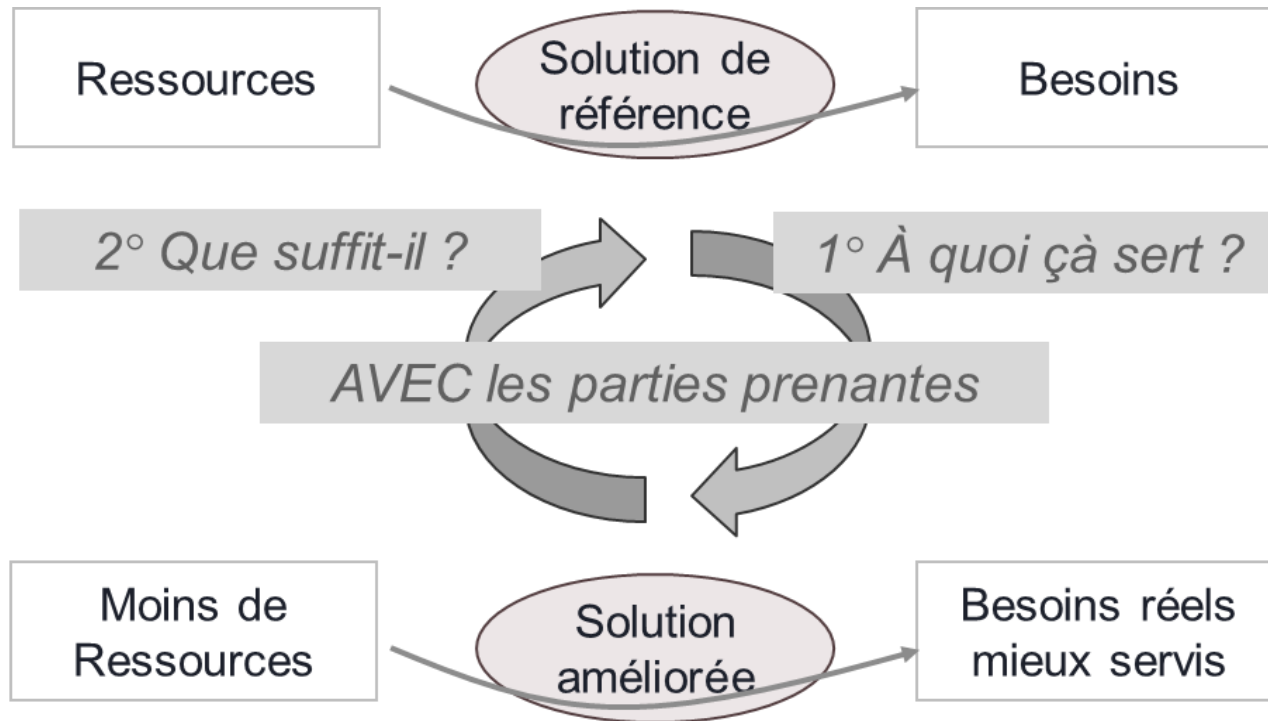 Ressources
Solution de
référence
Besoins
2° Que suffit-il ?
1° À quoi çà sert ?
AVEC les parties prenantes
Moins de
Ressources
Solution
améliorée
Besoins réels
mieux servis